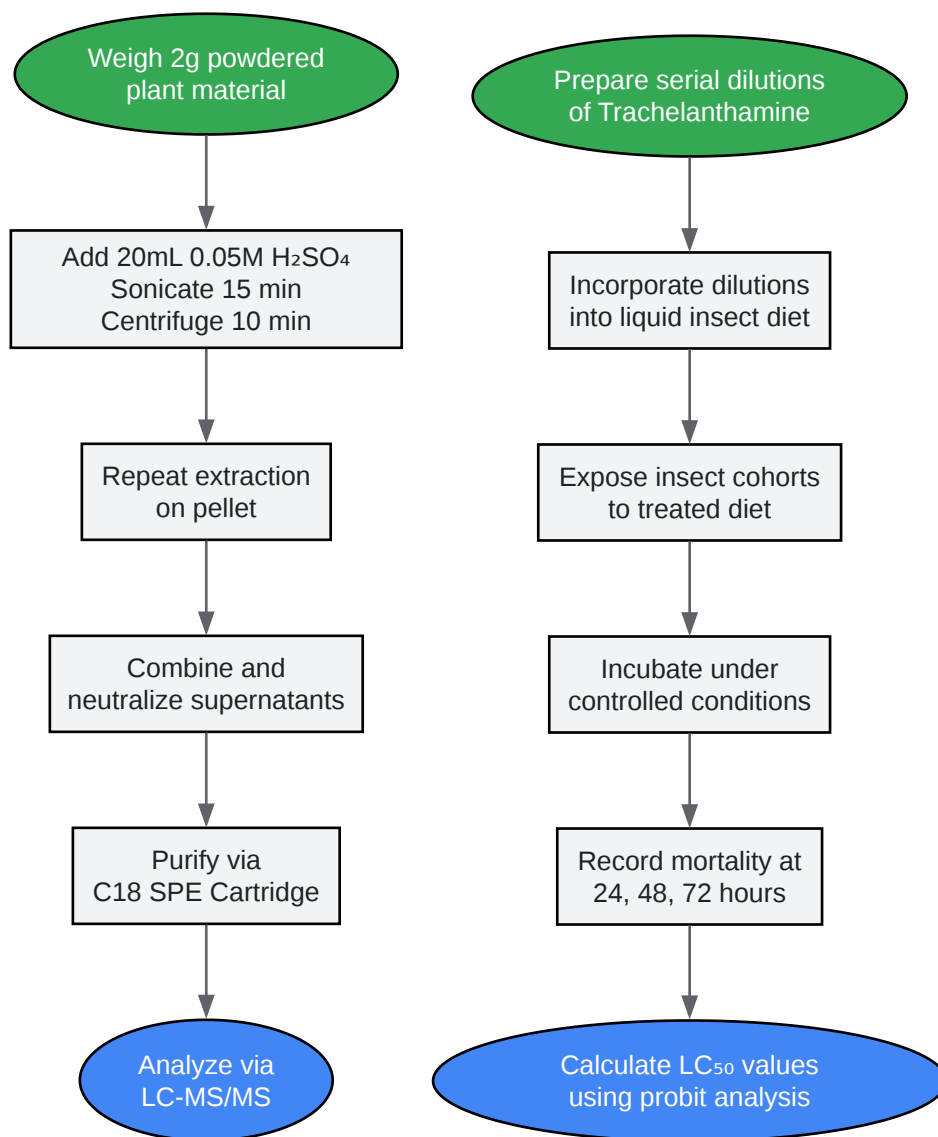 Weigh 2g powdered
plant material
Add 20mL 0.05M H₂SO₄
Sonicate 15 min
Centrifuge 10 min
Repeat extraction
on pellet
Combine and
neutralize supernatants
Purify via
C18 SPE Cartridge
Analyze via
LC-MS/MS
Prepare serial dilutions
of Trachelanthamine
Incorporate dilutions
into liquid insect diet
Expose insect cohorts
to treated diet
Incubate under
controlled conditions
Record mortality at
24, 48, 72 hours
Calculate LC₅₀ values
using probit analysis